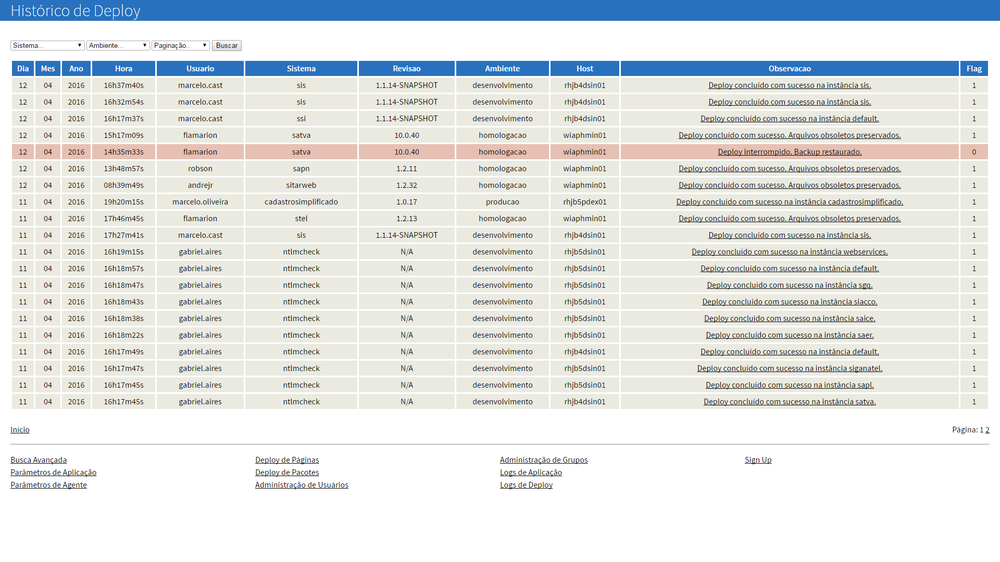 Histórico de Deploy
Sistema... Ambiente... Paginação.. Buscar
Dia Mes Ano Hora Usuario Sistema Revisao Ambiente Host Observacao Flag
12 04 2016 16h37m40s marcelo.cast sis 1.1.14-SNAPSHOT desenvolvimento rhjb4dsin01 Deploy concluído com sucesso na instância sis. 1
12 04 2016 16h32m54s marcelo.cast sis 1.1.14-SNAPSHOT desenvolvimento rhjb4dsin01 Deploy concluído com sucesso na instância sis. 1
12 04 2016 16h17m37s marcelo.cast ssi 1.1.14-SNAPSHOT desenvolvimento rhjb4dsin01 Deploy concluído com sucesso na instância default. 1
12 04 2016 15h17m09s flamarion satva 10.0.40 homologacao wiaphmin01 Deploy concluído com sucesso. Arquivos obsoletos preservados. 1
12 04 2016 14h35m33s flamarion satva 10.0.40 homologacao wiaphmin01 Deploy interrompido. Backup restaurado. 0
12 04 2016 13h48m57s robson sapn 1.2.11 homologacao wiaphmin01 Deploy concluído com sucesso. Arquivos obsoletos preservados. 1
12 04 2016 08h39m49s andrejr sitarweb 1.2.32 homologacao wiaphmin01 Deploy concluído com sucesso. Arquivos obsoletos preservados. 1
11 04 2016 19h20m15s marcelo.oliveira cadastrosimplificado 1.0.17 producao rhjb5pdex01 Deploy concluído com sucesso na instância cadastrosimplificado. 1
11 04 2016 17h46m45s flamarion stel 1.2.13 homologacao wiaphmin01 Deploy concluído com sucesso. Arquivos obsoletos preservados. 1
11 04 2016 17h27m41s marcelo.cast sis 1.1.14-SNAPSHOT desenvolvimento rhjb4dsin01 Deploy concluído com sucesso na instância sis. 1
11 04 2016 16h19m15s gabriel.aires ntlmcheck N/A desenvolvimento rhjb5dsin01 Deploy concluído com sucesso na instância webservices. 1
11 04 2016 16h18m57s gabriel.aires ntlmcheck N/A desenvolvimento rhjb5dsin01 Deploy concluído com sucesso na instância default. 1
11 04 2016 16h18m47s gabriel.aires ntlmcheck N/A desenvolvimento rhjb5dsin01 Deploy concluído com sucesso na instância sgq. 1
11 04 2016 16h18m43s gabriel.aires ntlmcheck N/A desenvolvimento rhjb5dsin01 Deploy concluído com sucesso na instância siacco. 1
11 04 2016 16h18m38s gabriel.aires ntlmcheck N/A desenvolvimento rhjb5dsin01 Deploy concluído com sucesso na instância saice. 1
11 04 2016 16h18m22s gabriel.aires ntlmcheck N/A desenvolvimento rhjb5dsin01 Deploy concluído com sucesso na instância saer. 1
11 04 2016 16h17m49s gabriel.aires ntlmcheck N/A desenvolvimento rhjb4dsin01 Deploy concluído com sucesso na instância default. 1
11 04 2016 16h17m47s gabriel.aires ntlmcheck N/A desenvolvimento rhjb5dsin01 Deploy concluído com sucesso na instância siganatel. 1
11 04 2016 16h17m45s gabriel.aires ntlmcheck N/A desenvolvimento rhjb5dsin01 Deploy concluído com sucesso na instância sapl. 1
11 04 2016 16h17m45s gabriel.aires ntlmcheck N/A desenvolvimento rhjb4dsin01 Deploy concluído com sucesso na instância satva. 1
Início Página: 1 2
Busca Avançada Deploy de Páginas Administração de Grupos Sign Up
Parâmetros de Aplicação Deploy de Pacotes Logs de Aplicação
Parâmetros de Agente Administração de Usuários Logs de Deploy